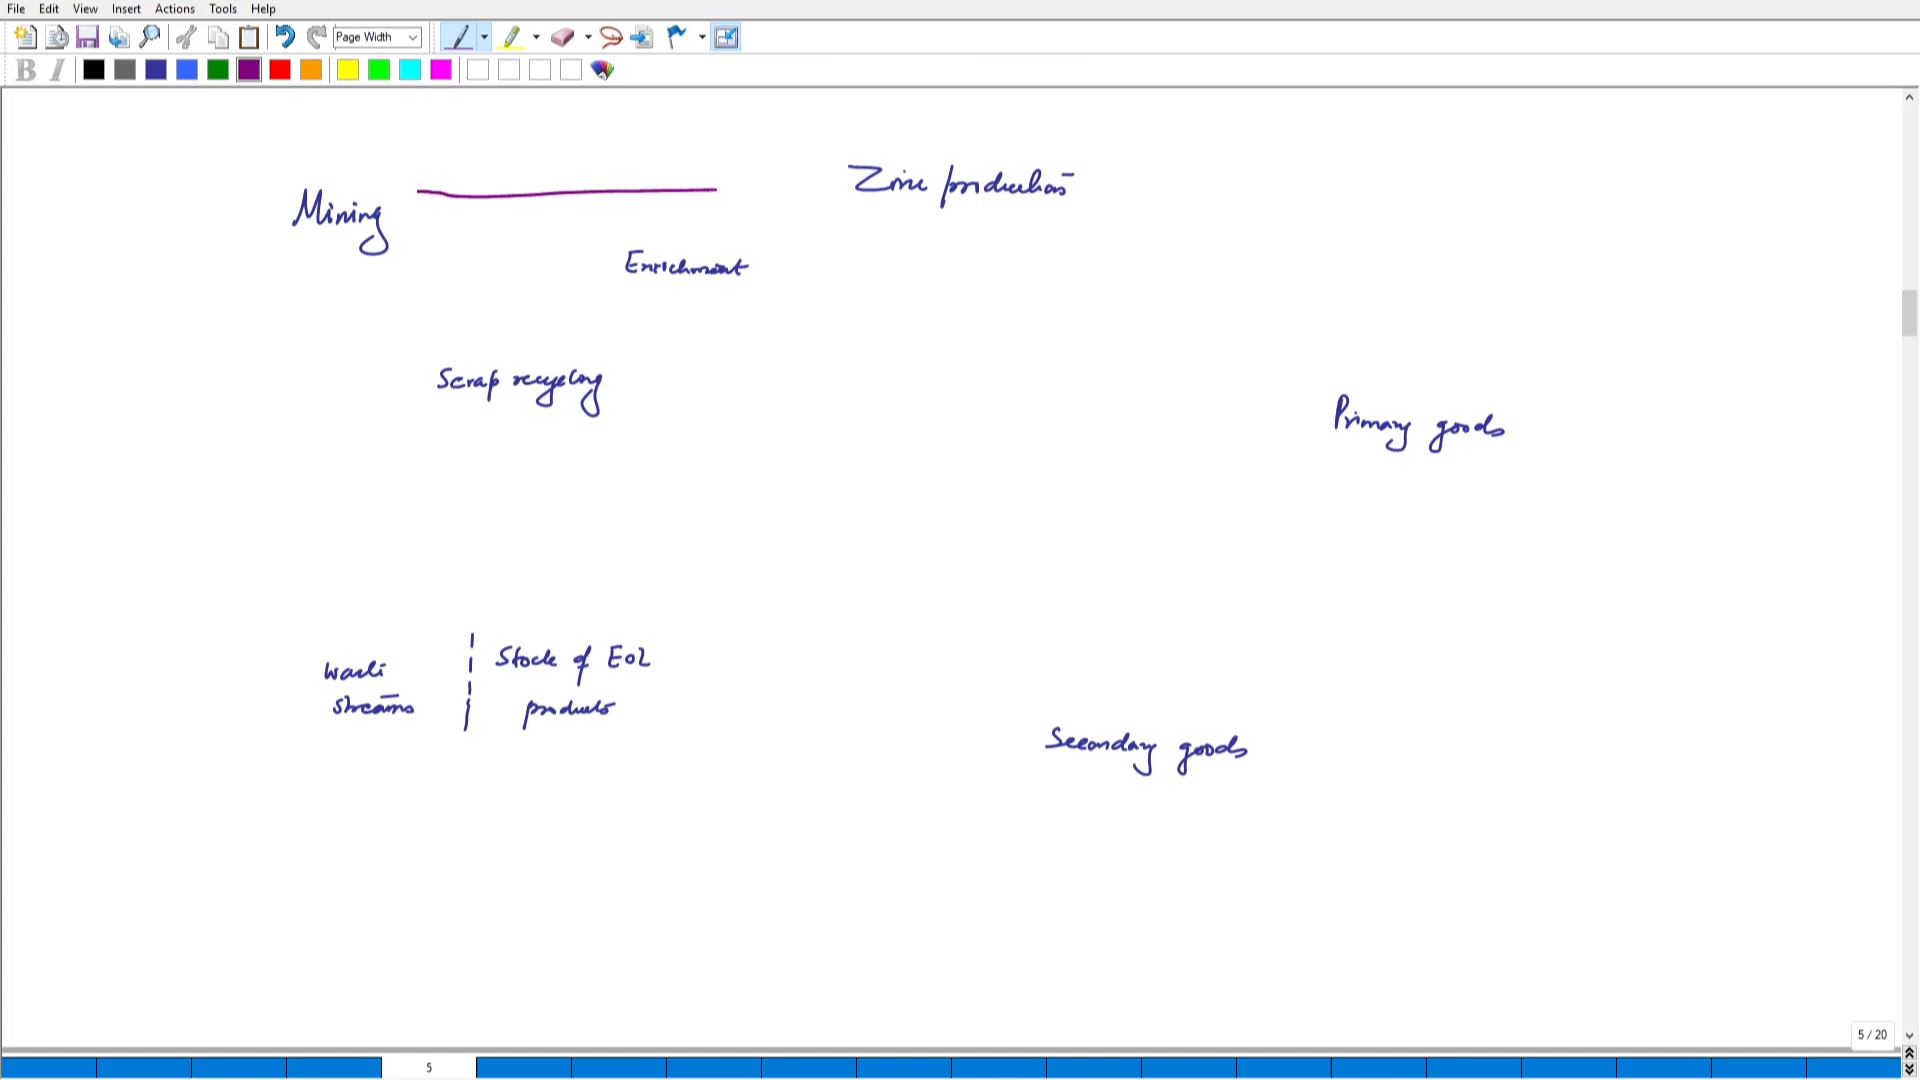 File Edit View Insert Actions Tools Help
Page Width
B I
Zinc production
Mining
Enrichment
Scrap recycling
Primary goods
Waste
streams
Stock of EoL
products
Secondary goods
5 / 20
5